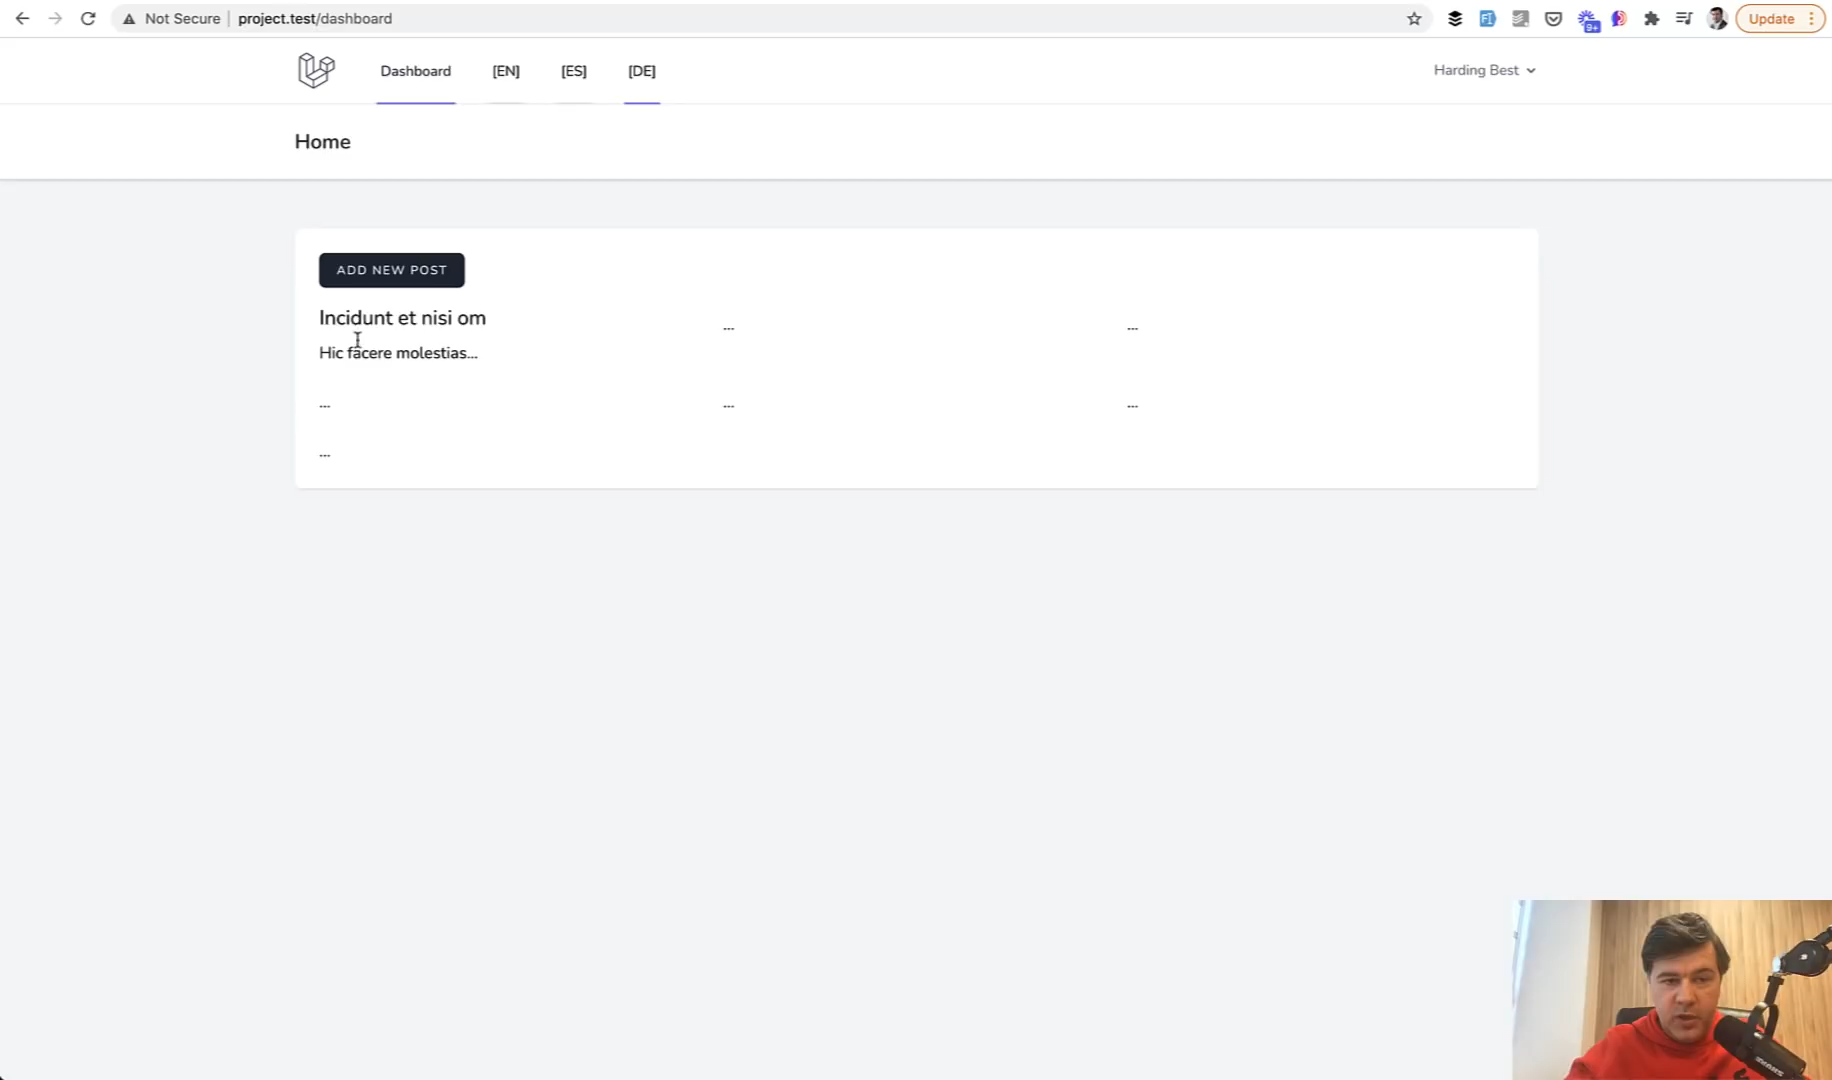 Not Secure project.test/dashboard
Update
9+
Dashboard [EN] [ES] [DE]
Harding Best
Home
ADD NEW POST
Incidunt et nisi om
Hic facere molestias...
...
...
...
...
...
...